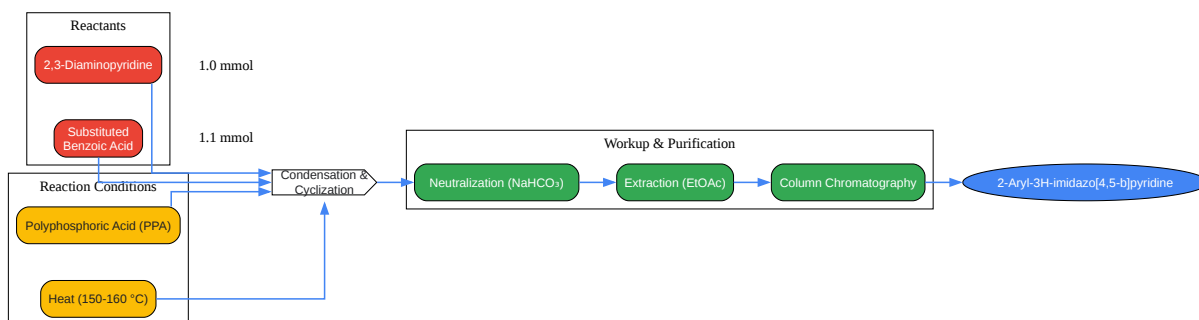 Reactants
2,3-Diaminopyridine
1.0 mmol
Substituted
Benzoic Acid
1.1 mmol
Reaction Conditions
Polyphosphoric Acid (PPA)
Heat (150-160 °C)
Condensation &
Cyclization
Workup & Purification
Neutralization (NaHCO₃)
Extraction (EtOAc)
Column Chromatography
2-Aryl-3H-imidazo[4,5-b]pyridine